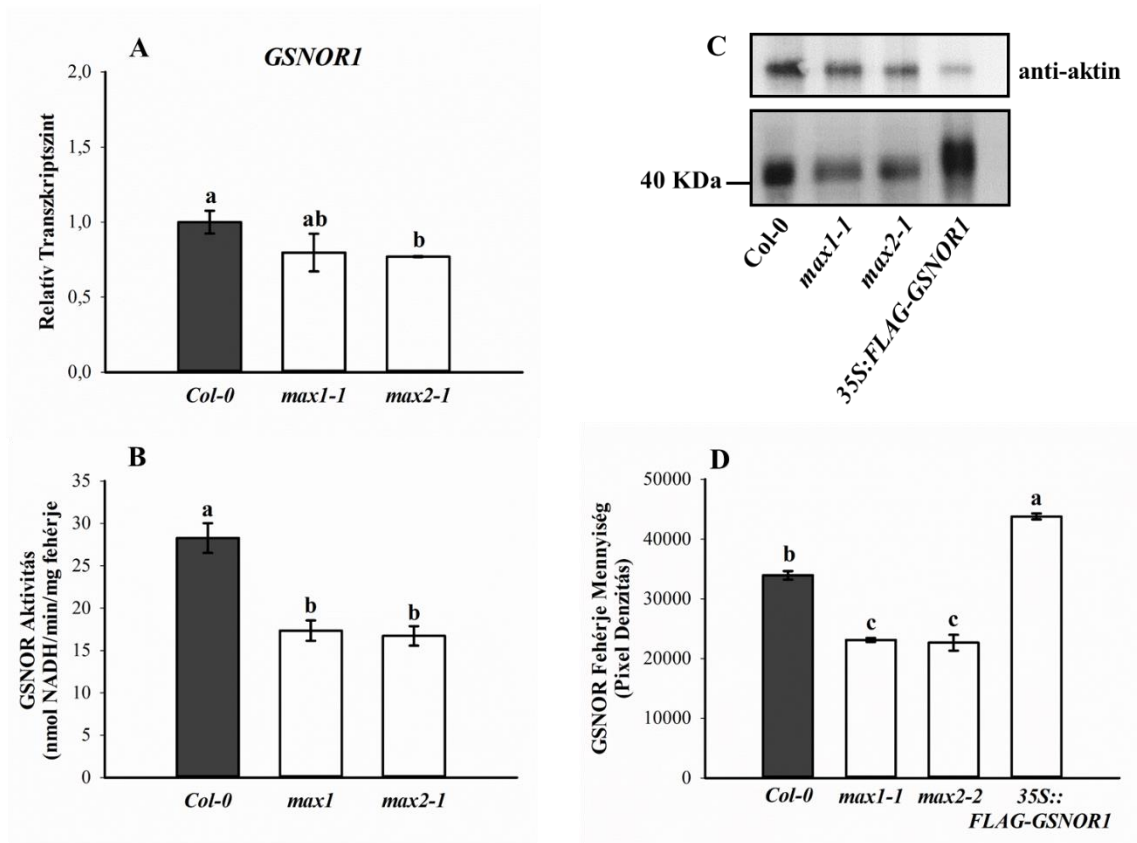 A
GSNOR1
Relatív Transzkriptszint
2,0
1,5
1,0
0,5
0,0
a
ab
b
Col-0
max1-1
max2-1
B
GSNOR Aktivitás
(nmol NADH/min/mg fehérje
35
30
25
20
15
10
5
0
a
b
b
Col-0
max1
max2-1
C
anti-aktin
40 KDa
Col-0
max1-1
max2-1
35S:FLAG-GSNOR1
D
GSNOR Fehérje Mennyiség
(Pixel Denzitás)
50000
40000
30000
20000
10000
0
b
c
c
a
Col-0
max1-1
max2-2
35S::
FLAG-GSNOR1